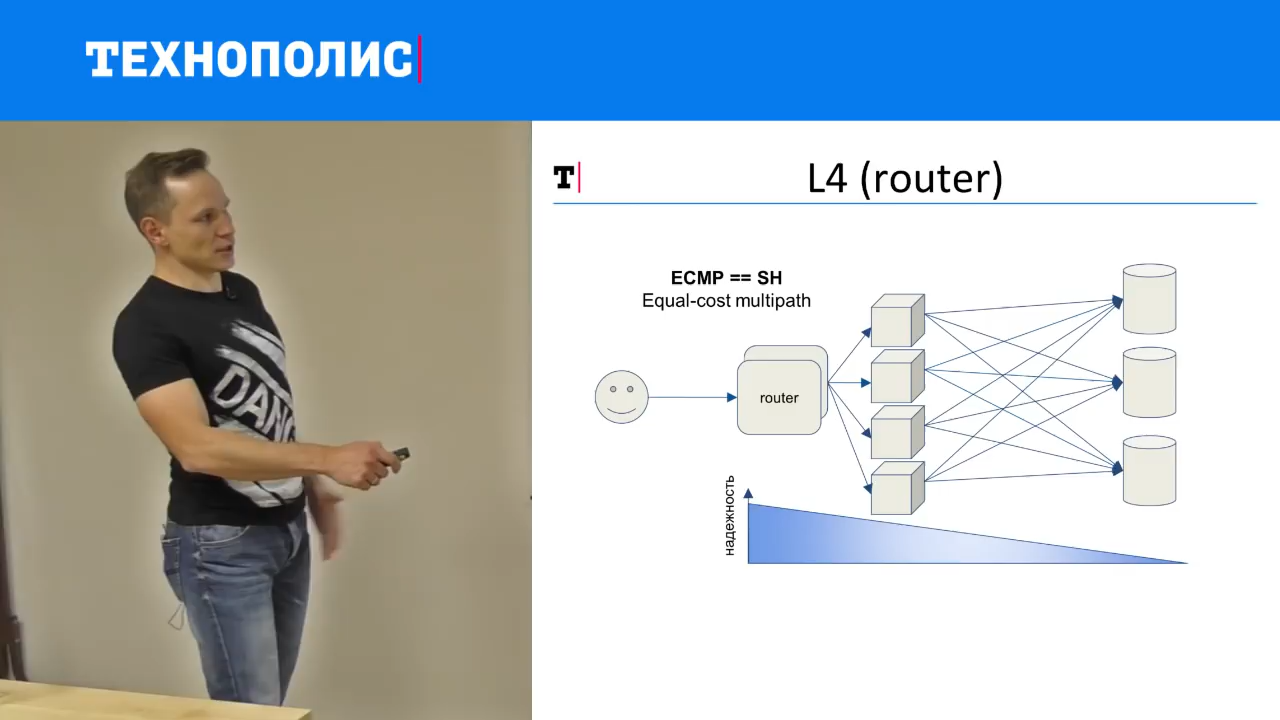 ТЕХНОПОЛИС
T
L4 (router)
ECMP == SH
Equal-cost multipath
router
надежность
DANC